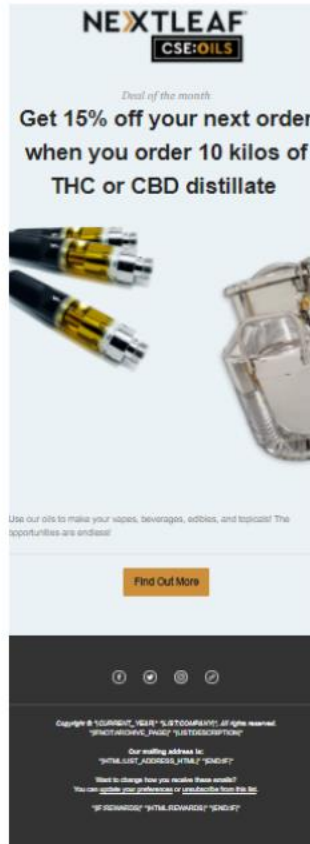 NEXTLEAF
CSE:OILS
Deal of the month
Get 15% off your next order
when you order 10 kilos of
THC or CBD distillate
Use our oils to make your vapes, beverages, edibles, and topicals! The
opportunities are endless!
Find Out More
Copyright © *|CURRENT_YEAR|* *|LIST:COMPANY|*, All rights reserved.
*|IFNOT:ARCHIVE_PAGE|* *|LIST:DESCRIPTION|*
Our mailing address is:
*|HTML:LIST_ADDRESS_HTML|* *|END:IF|*
Want to change how you receive these emails?
You can update your preferences or unsubscribe from this list.
*|IF:REWARDS|* *|HTML:REWARDS|* *|END:IF|*